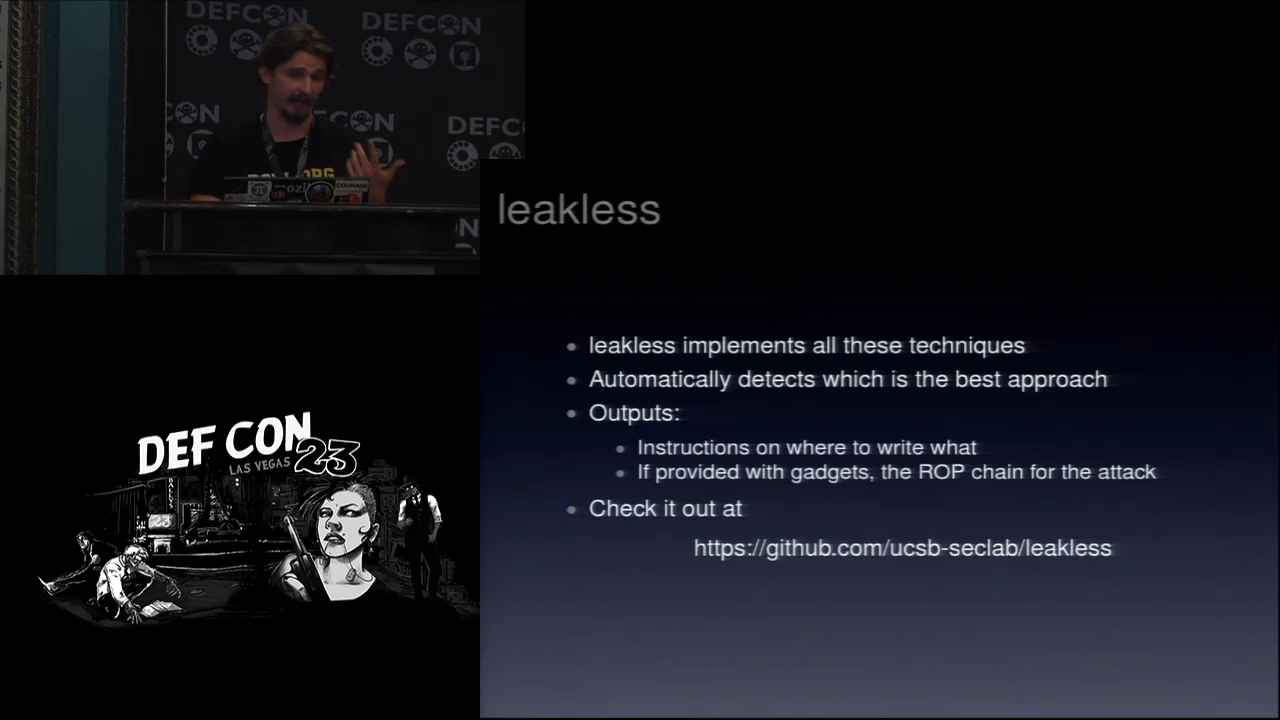 DEFCON
DEFCON
DEFC
leakless
leakless implements all these techniques
Automatically detects which is the best approach
Outputs:
Instructions on where to write what
If provided with gadgets, the ROP chain for the attack
Check it out at
https://github.com/ucsb-seclab/leakless
DEF CON 23
LAS VEGAS